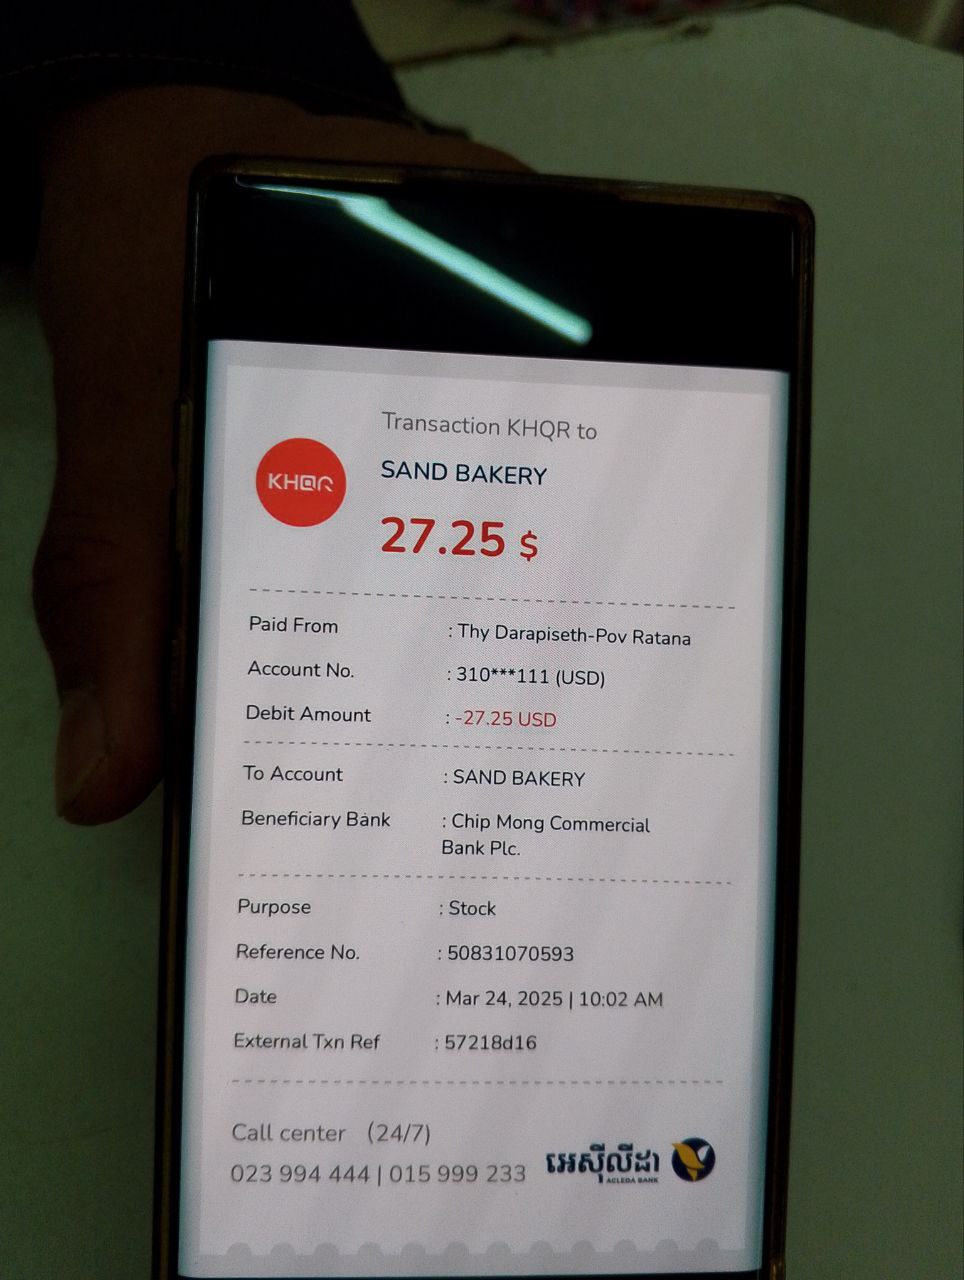 Transaction KHQR to
KHQR
SAND BAKERY
27.25 $
Paid From : Thy Darapiseth-Pov Ratana
Account No. : 310***111 (USD)
Debit Amount : -27.25 USD
To Account : SAND BAKERY
Beneficiary Bank : Chip Mong Commercial
Bank Plc.
Purpose : Stock
Reference No. : 50831070593
Date : Mar 24, 2025 | 10:02 AM
External Txn Ref : 57218d16
Call center (24/7)
023 994 444 | 015 999 233
អេស៊ីលីដា
ACLEDA BANK